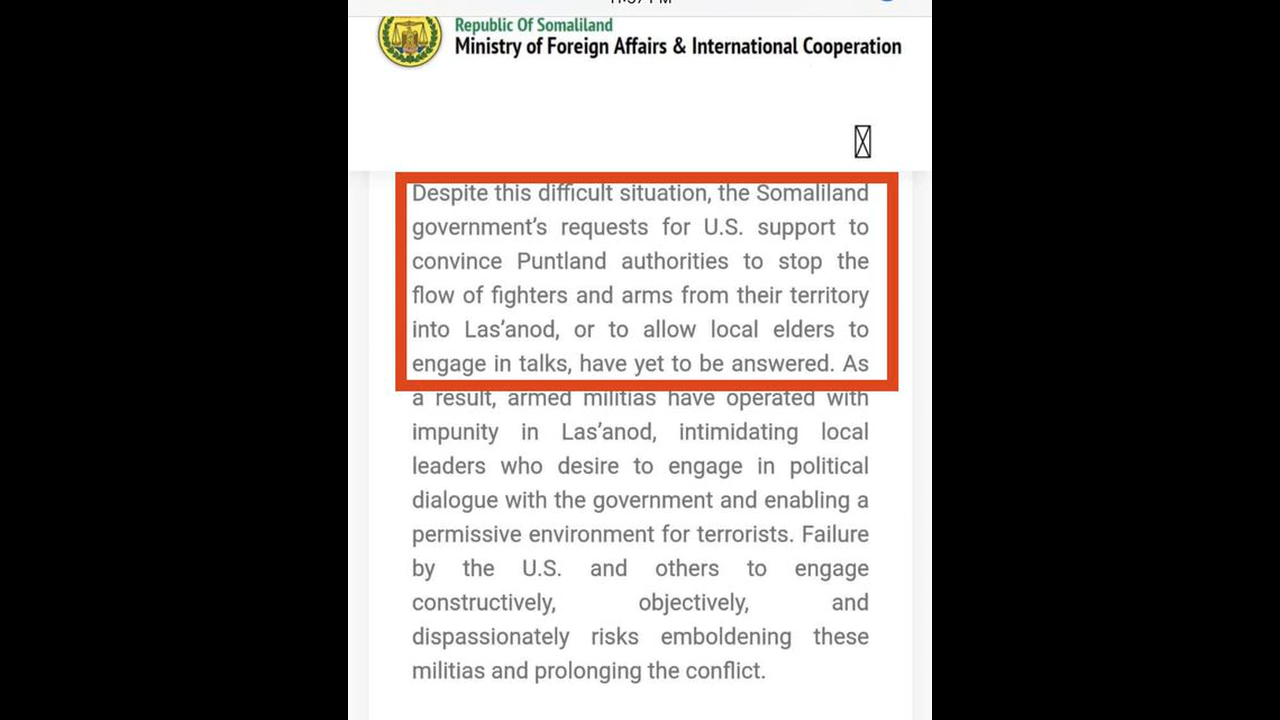 Republic Of Somaliland
Ministry of Foreign Affairs & International Cooperation
Despite this difficult situation, the Somaliland
government’s requests for U.S. support to
convince Puntland authorities to stop the
flow of fighters and arms from their territory
into Las’anod, or to allow local elders to
engage in talks, have yet to be answered. As
a result, armed militias have operated with
impunity in Las’anod, intimidating local
leaders who desire to engage in political
dialogue with the government and enabling a
permissive environment for terrorists. Failure
by the U.S. and others to engage
constructively, objectively, and
dispassionately risks emboldening these
militias and prolonging the conflict.